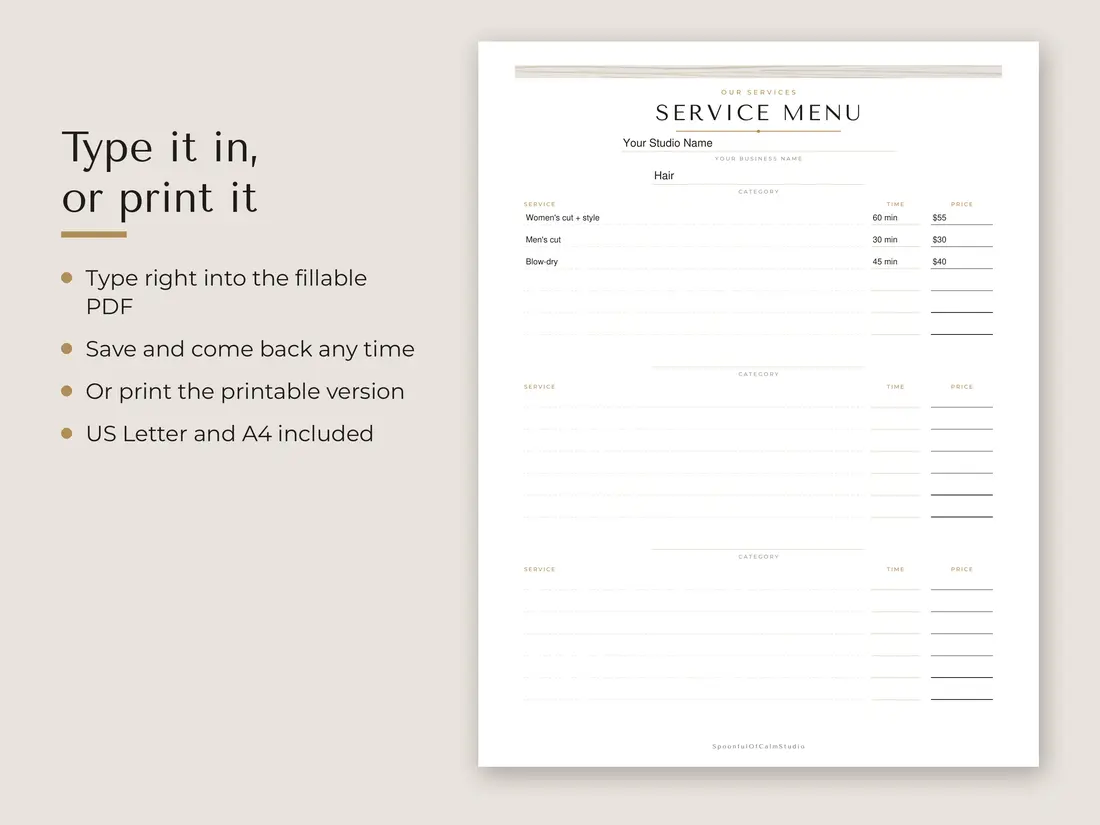 Type it in,
or print it
Type right into the fillable
PDF
Save and come back any time
Or print the printable version
US Letter and A4 included
OUR SERVICES
SERVICE MENU
Your Studio Name
YOUR BUSINESS NAME
Hair
CATEGORY
SERVICE TIME PRICE
Women's cut + style 60 min $55
Men's cut 30 min $30
Blow-dry 45 min $40
CATEGORY
SERVICE TIME PRICE
CATEGORY
SERVICE TIME PRICE
SpoonfulOfCalmStudio